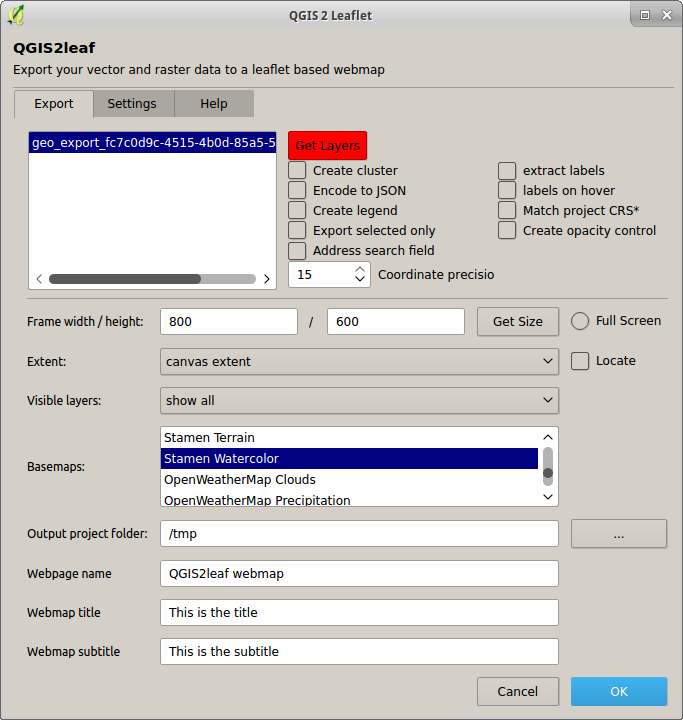 QGIS 2 Leaflet
QGIS2leaf
Export your vector and raster data to a leaflet based webmap
Export Settings Help
geo_export_fc7c0d9c-4515-4b0d-85a5-5
Get Layers
Create cluster extract labels
Encode to JSON labels on hover
Create legend Match project CRS*
Export selected only Create opacity control
Address search field
15 Coordinate precisio
Frame width / height: 800 / 600 Get Size Full Screen
Extent: canvas extent Locate
Visible layers: show all
Basemaps:
Stamen Terrain
Stamen Watercolor
OpenWeatherMap Clouds
OpenWeatherMap Precipitation
Output project folder: /tmp ...
Webpage name QGIS2leaf webmap
Webmap title This is the title
Webmap subtitle This is the subtitle
Cancel OK